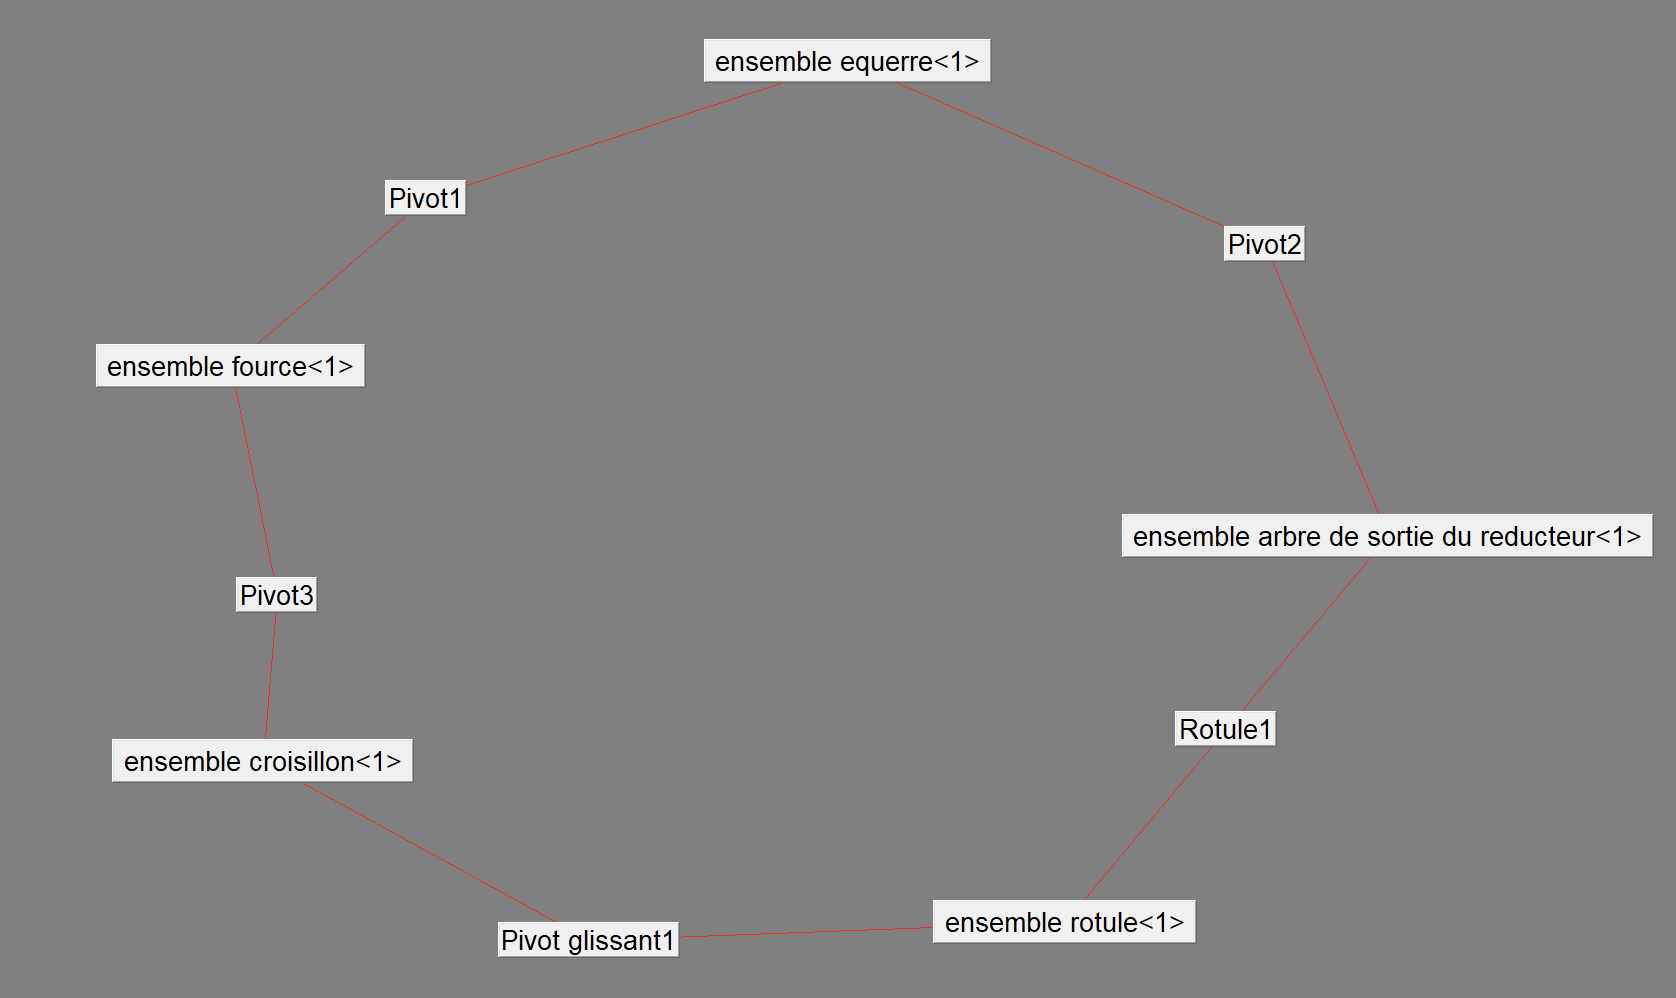 ensemble equerre<1>
Pivot1
Pivot2
ensemble fource<1>
ensemble arbre de sortie du reducteur<1>
Pivot3
Rotule1
ensemble croisillon<1>
ensemble rotule<1>
Pivot glissant1